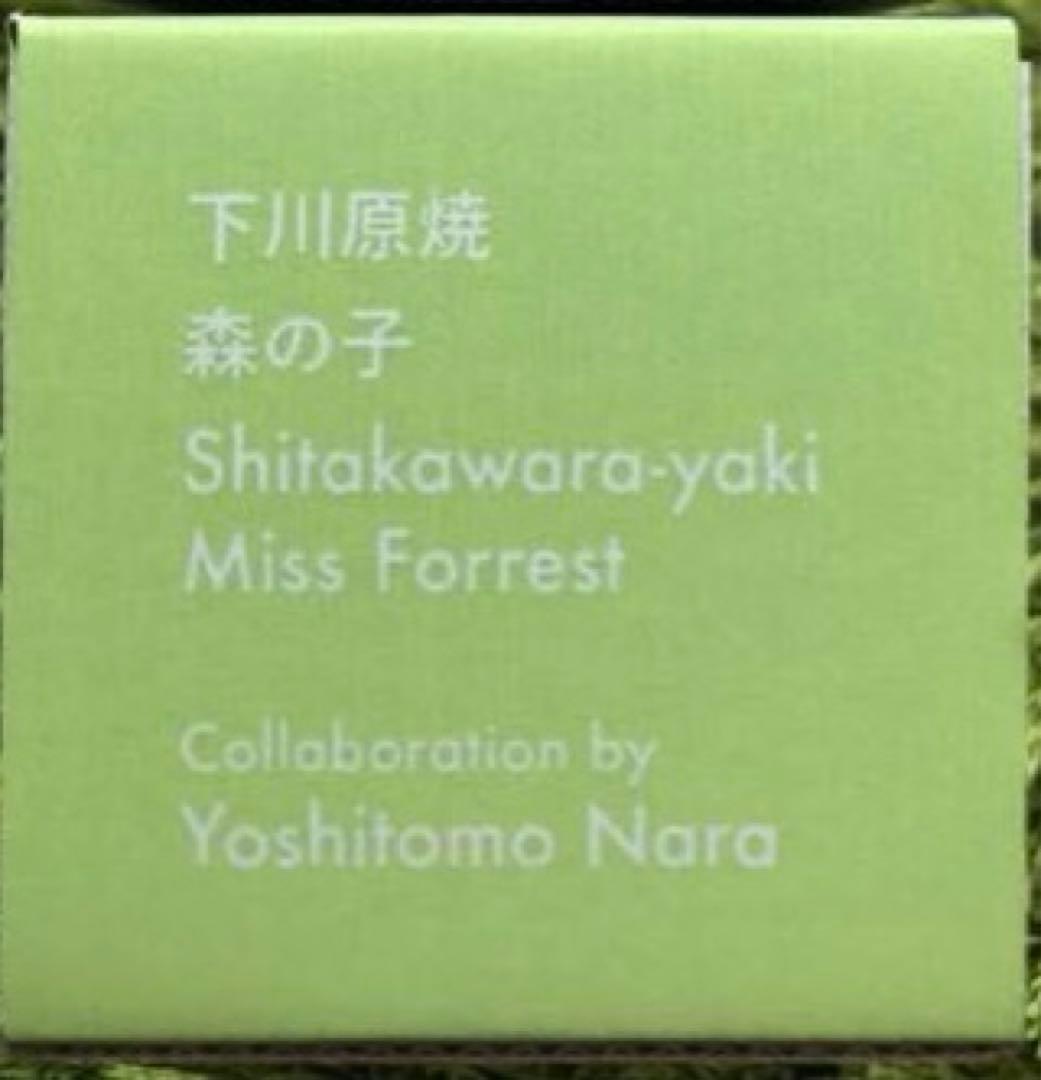 下川原焼
森の子
Shitakawara-yaki
Miss Forrest
Collaboration by
Yoshitomo Nara